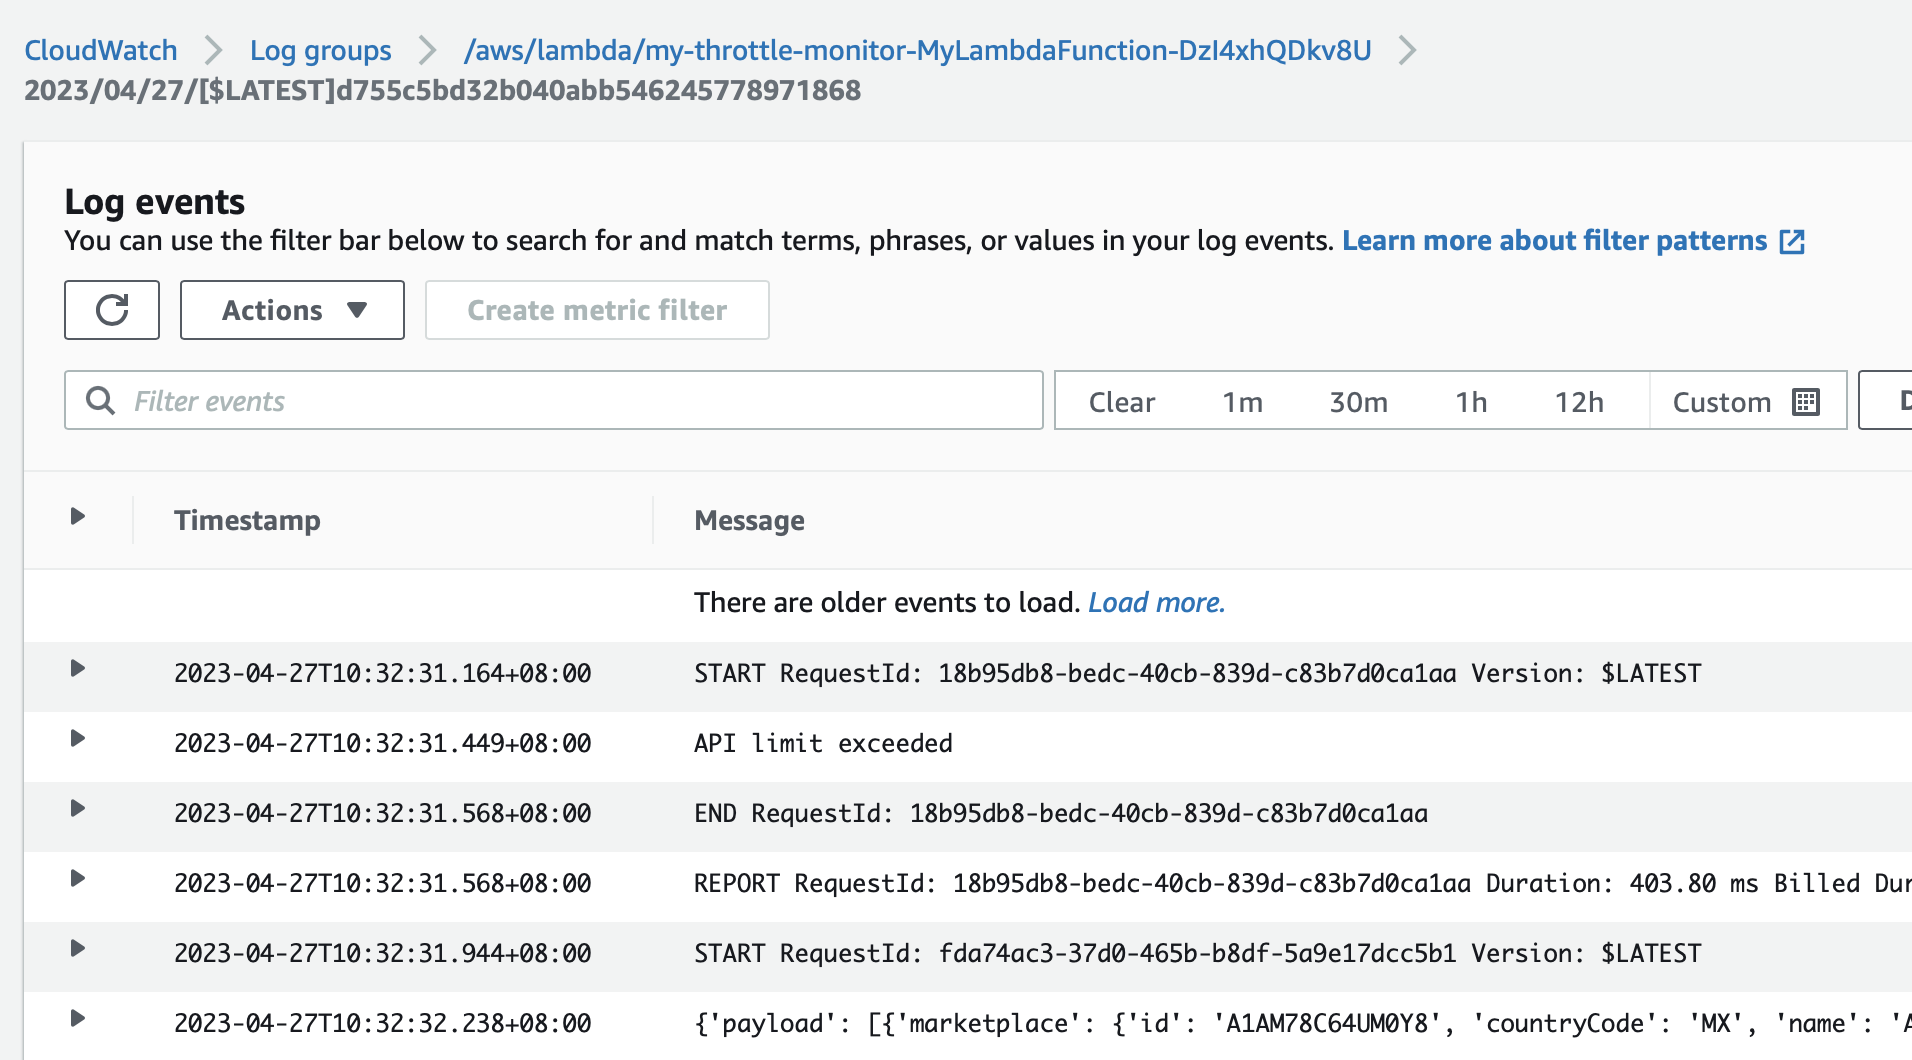 CloudWatch > Log groups > /aws/lambda/my-throttle-monitor-MyLambdaFunction-DzI4xhQDkv8U >
2023/04/27/[$LATEST]d755c5bd32b040abb546245778971868
Log events
You can use the filter bar below to search for and match terms, phrases, or values in your log events. Learn more about filter patterns
Actions Create metric filter
Filter events Clear 1m 30m 1h 12h Custom
Timestamp Message
There are older events to load. Load more.
2023-04-27T10:32:31.164+08:00 START RequestId: 18b95db8-bedc-40cb-839d-c83b7d0ca1aa Version: $LATEST
2023-04-27T10:32:31.449+08:00 API limit exceeded
2023-04-27T10:32:31.568+08:00 END RequestId: 18b95db8-bedc-40cb-839d-c83b7d0ca1aa
2023-04-27T10:32:31.568+08:00 REPORT RequestId: 18b95db8-bedc-40cb-839d-c83b7d0ca1aa Duration: 403.80 ms Billed Dur
2023-04-27T10:32:31.944+08:00 START RequestId: fda74ac3-37d0-465b-b8df-5a9e17dcc5b1 Version: $LATEST
2023-04-27T10:32:32.238+08:00 {'payload': [{'marketplace': {'id': 'A1AM78C64UM0Y8', 'countryCode': 'MX', 'name': 'A